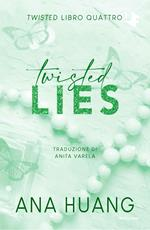 TWISTED LIBRO QUATTRO
twisted
LIES
TRADUZIONE DI
ANITA VARELA
ANA HUANG